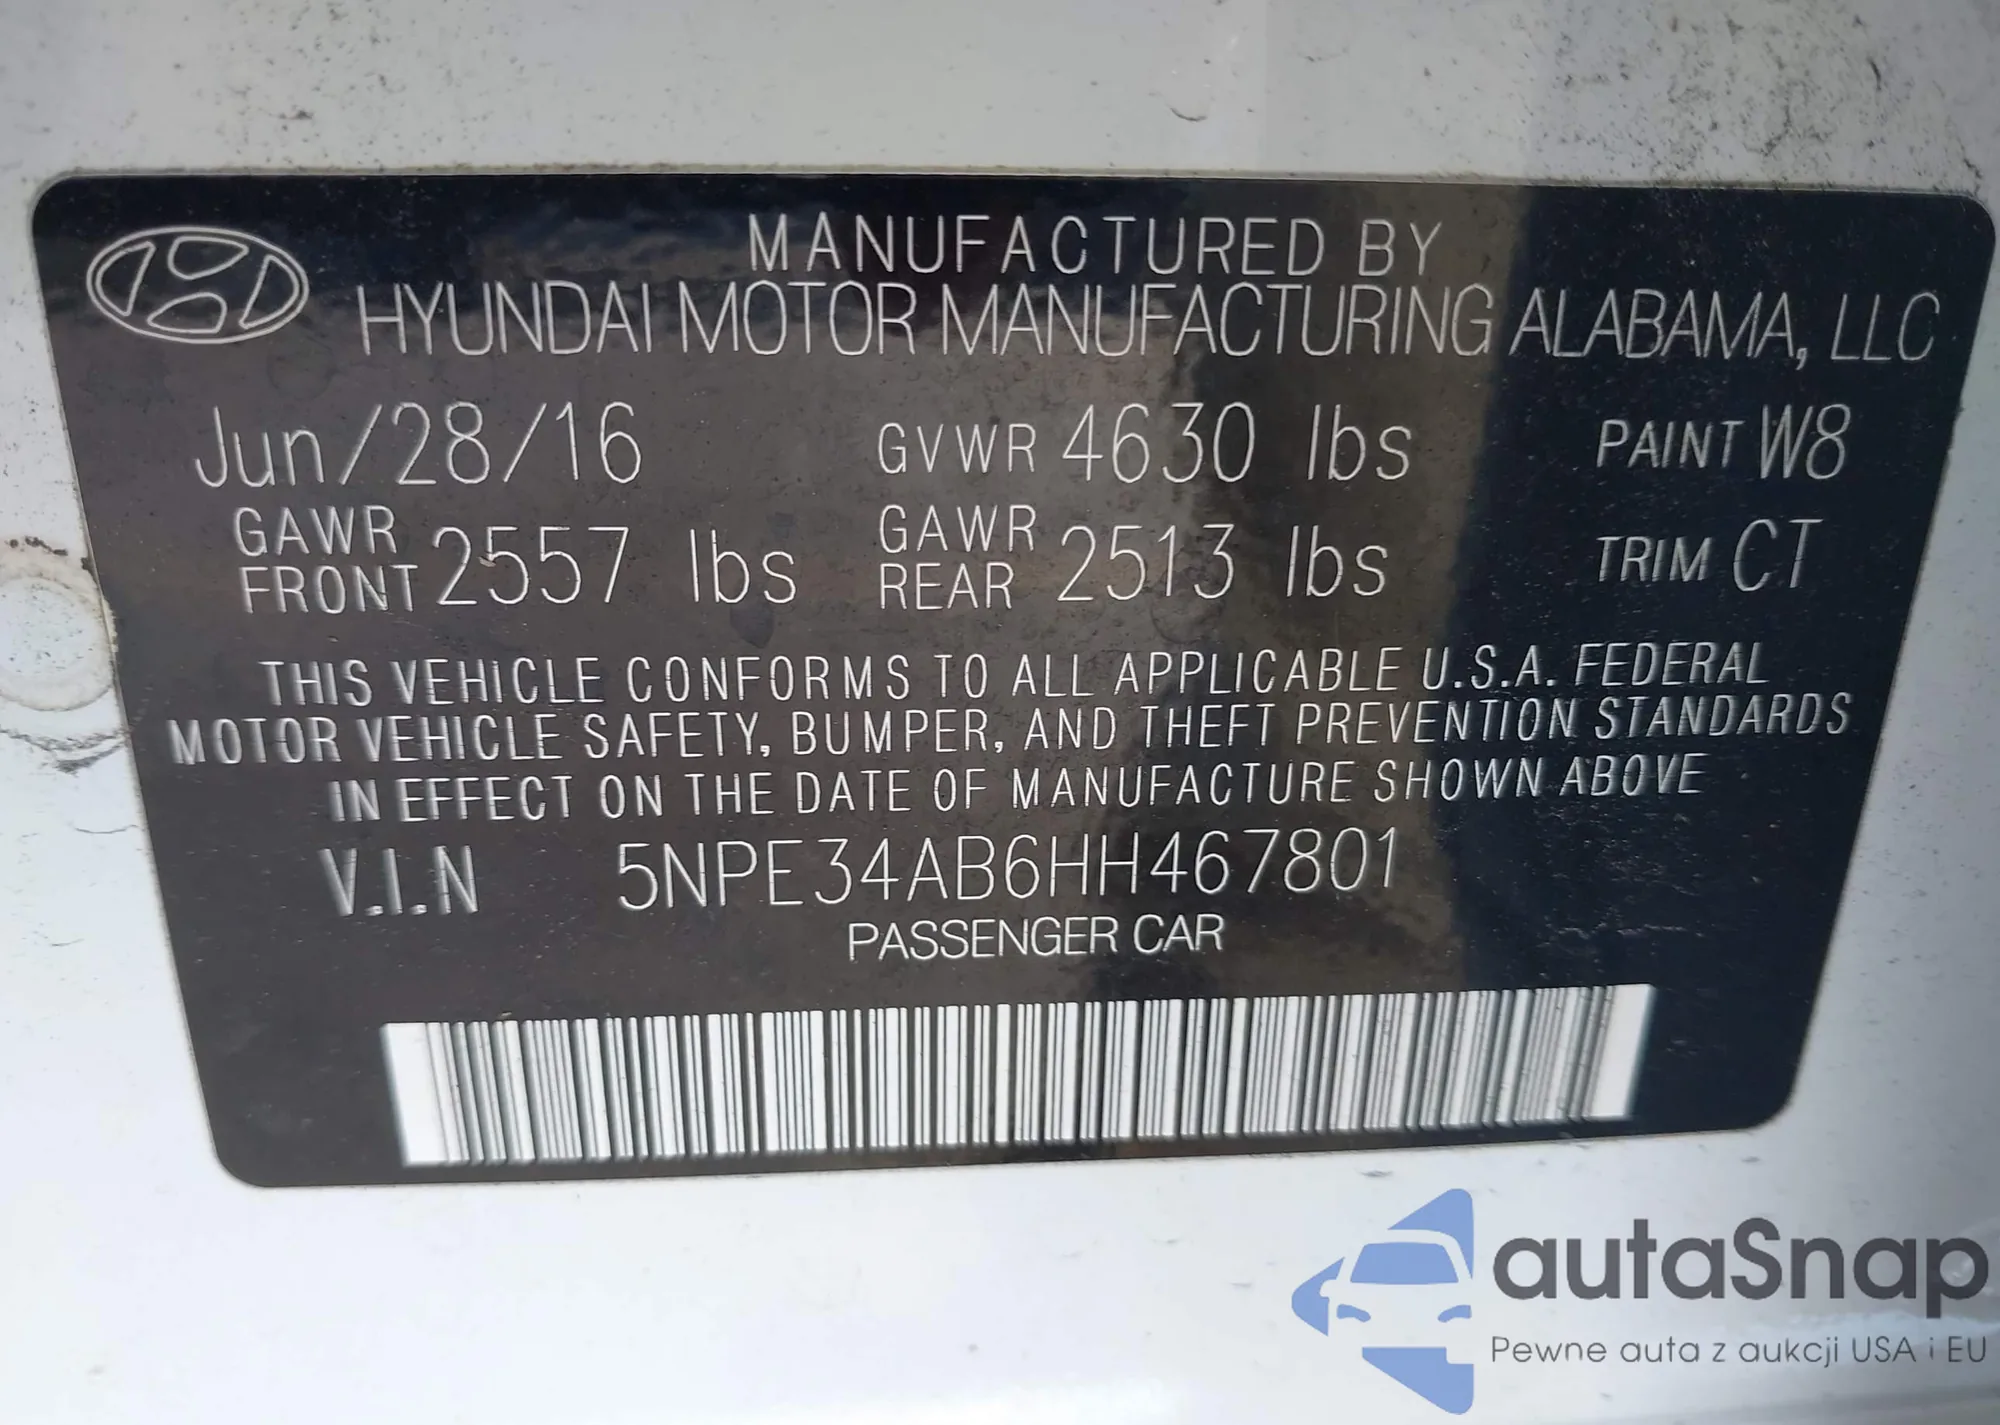 MANUFACTURED BY
HYUNDAI MOTOR MANUFACTURING ALABAMA, LLC
Jun/28/16 GVWR 4630 lbs PAINT W8
GAWR FRONT 2557 lbs GAWR REAR 2513 lbs TRIM CT
THIS VEHICLE CONFORMS TO ALL APPLICABLE U.S.A. FEDERAL
MOTOR VEHICLE SAFETY, BUMPER, AND THEFT PREVENTION STANDARDS
IN EFFECT ON THE DATE OF MANUFACTURE SHOWN ABOVE
V.I.N 5NPE34AB6HH467801
PASSENGER CAR
autaSnap
Pewne auta z aukcji USA i EU